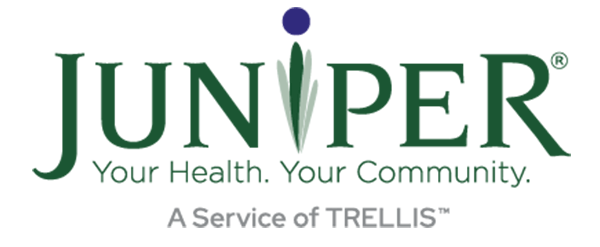 JUNIPER®
Your Health. Your Community.
A Service of TRELLIS™